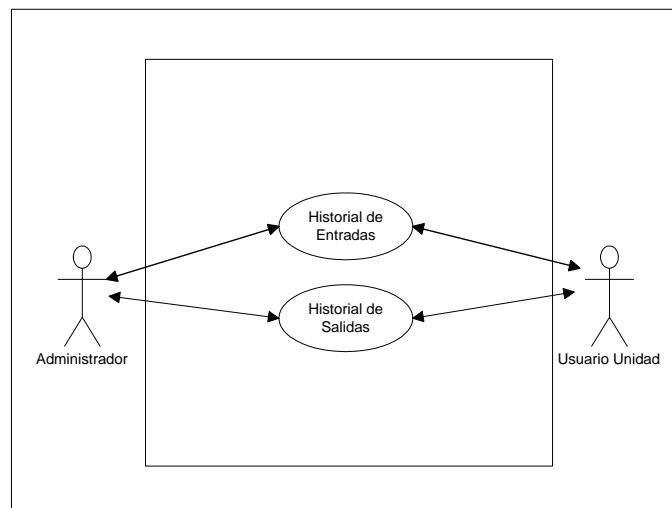 Historial de
Entradas
Historial de
Salidas
Administrador
Usuario Unidad